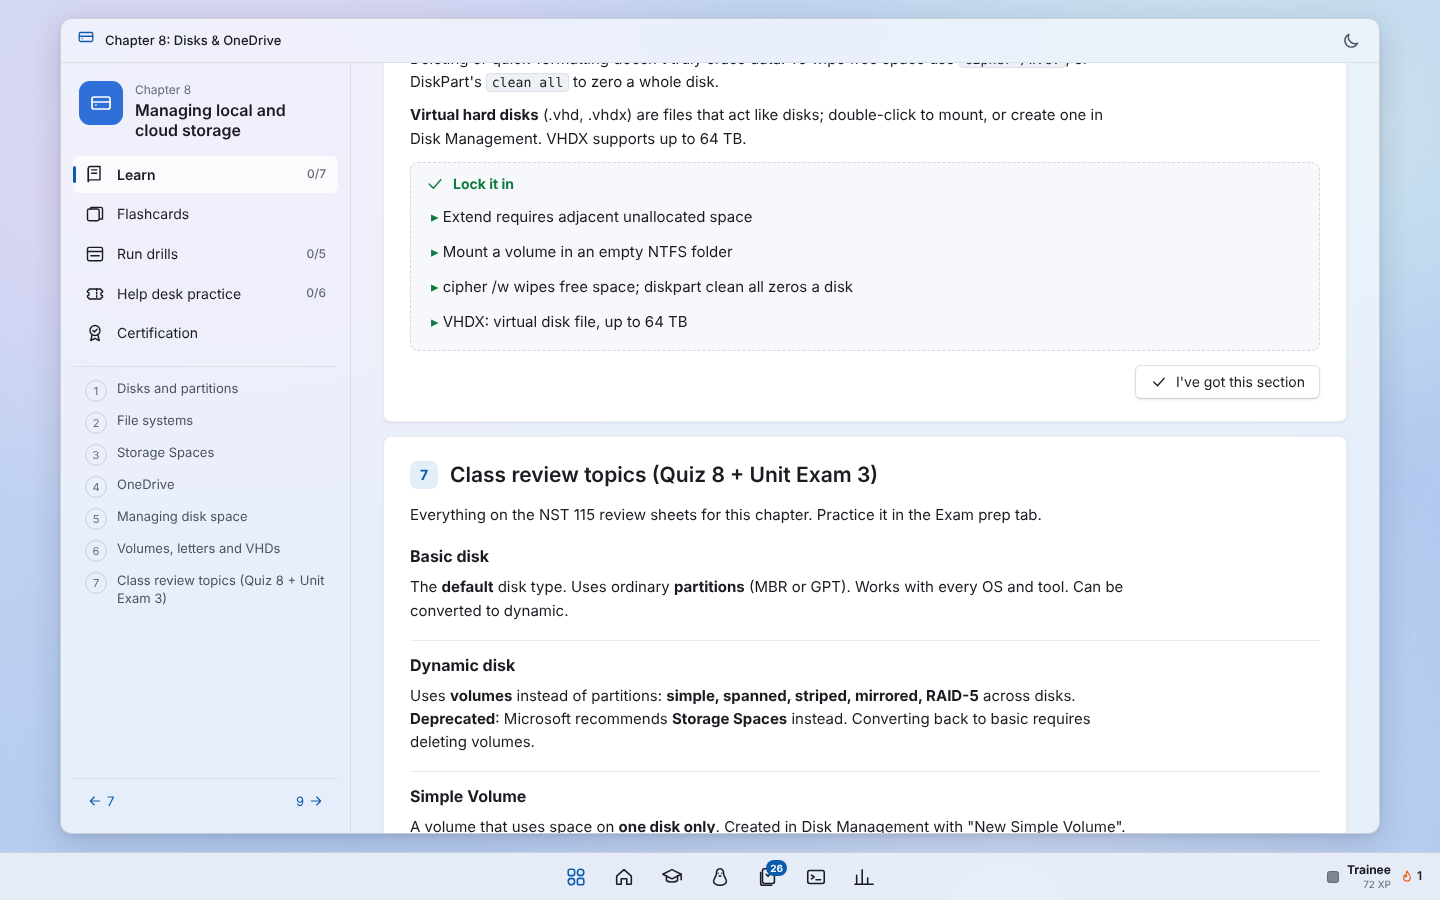 Chapter 8: Disks & OneDrive
Chapter 8
Managing local and
cloud storage
Learn 0/7
Flashcards
Run drills 0/5
Help desk practice 0/6
Certification
1 Disks and partitions
2 File systems
3 Storage Spaces
4 OneDrive
5 Managing disk space
6 Volumes, letters and VHDs
7 Class review topics (Quiz 8 + Unit
Exam 3)
← 7
9 →
DiskPart's clean all to zero a whole disk.
Virtual hard disks (.vhd, .vhdx) are files that act like disks; double-click to mount, or create one in
Disk Management. VHDX supports up to 64 TB.
Lock it in
▸ Extend requires adjacent unallocated space
▸ Mount a volume in an empty NTFS folder
▸ cipher /w wipes free space; diskpart clean all zeros a disk
▸ VHDX: virtual disk file, up to 64 TB
I've got this section
7 Class review topics (Quiz 8 + Unit Exam 3)
Everything on the NST 115 review sheets for this chapter. Practice it in the Exam prep tab.
Basic disk
The default disk type. Uses ordinary partitions (MBR or GPT). Works with every OS and tool. Can be
converted to dynamic.
Dynamic disk
Uses volumes instead of partitions: simple, spanned, striped, mirrored, RAID-5 across disks.
Deprecated: Microsoft recommends Storage Spaces instead. Converting back to basic requires
deleting volumes.
Simple Volume
A volume that uses space on one disk only. Created in Disk Management with "New Simple Volume".
26
Trainee
72 XP
1